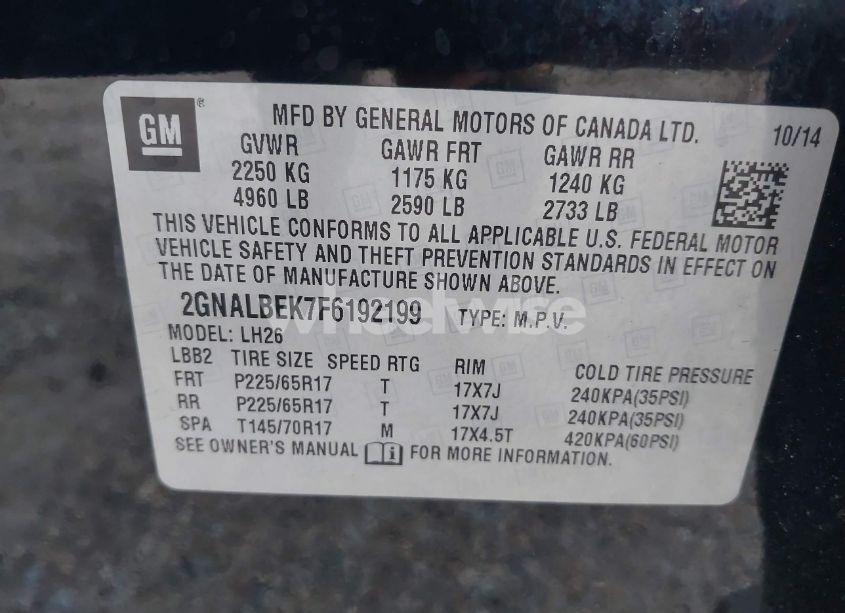 GM ®
MFD BY GENERAL MOTORS OF CANADA LTD. 10/14
GVWR GAWR FRT GAWR RR
2250 KG 1175 KG 1240 KG
4960 LB 2590 LB 2733 LB
THIS VEHICLE CONFORMS TO ALL APPLICABLE U.S. FEDERAL MOTOR
VEHICLE SAFETY AND THEFT PREVENTION STANDARDS IN EFFECT ON
THE DATE OF MANUFACTURE SHOWN ABOVE.
2GNALBEK7F6192199 TYPE: M.P.V.
wheelwise
MODEL: LH26
LBB2 TIRE SIZE SPEED RTG RIM COLD TIRE PRESSURE
FRT P225/65R17 T 17X7J 240KPA(35PSI)
RR P225/65R17 T 17X7J 240KPA(35PSI)
SPA T145/70R17 M 17X4.5T 420KPA(60PSI)
SEE OWNER'S MANUAL i FOR MORE INFORMATION.